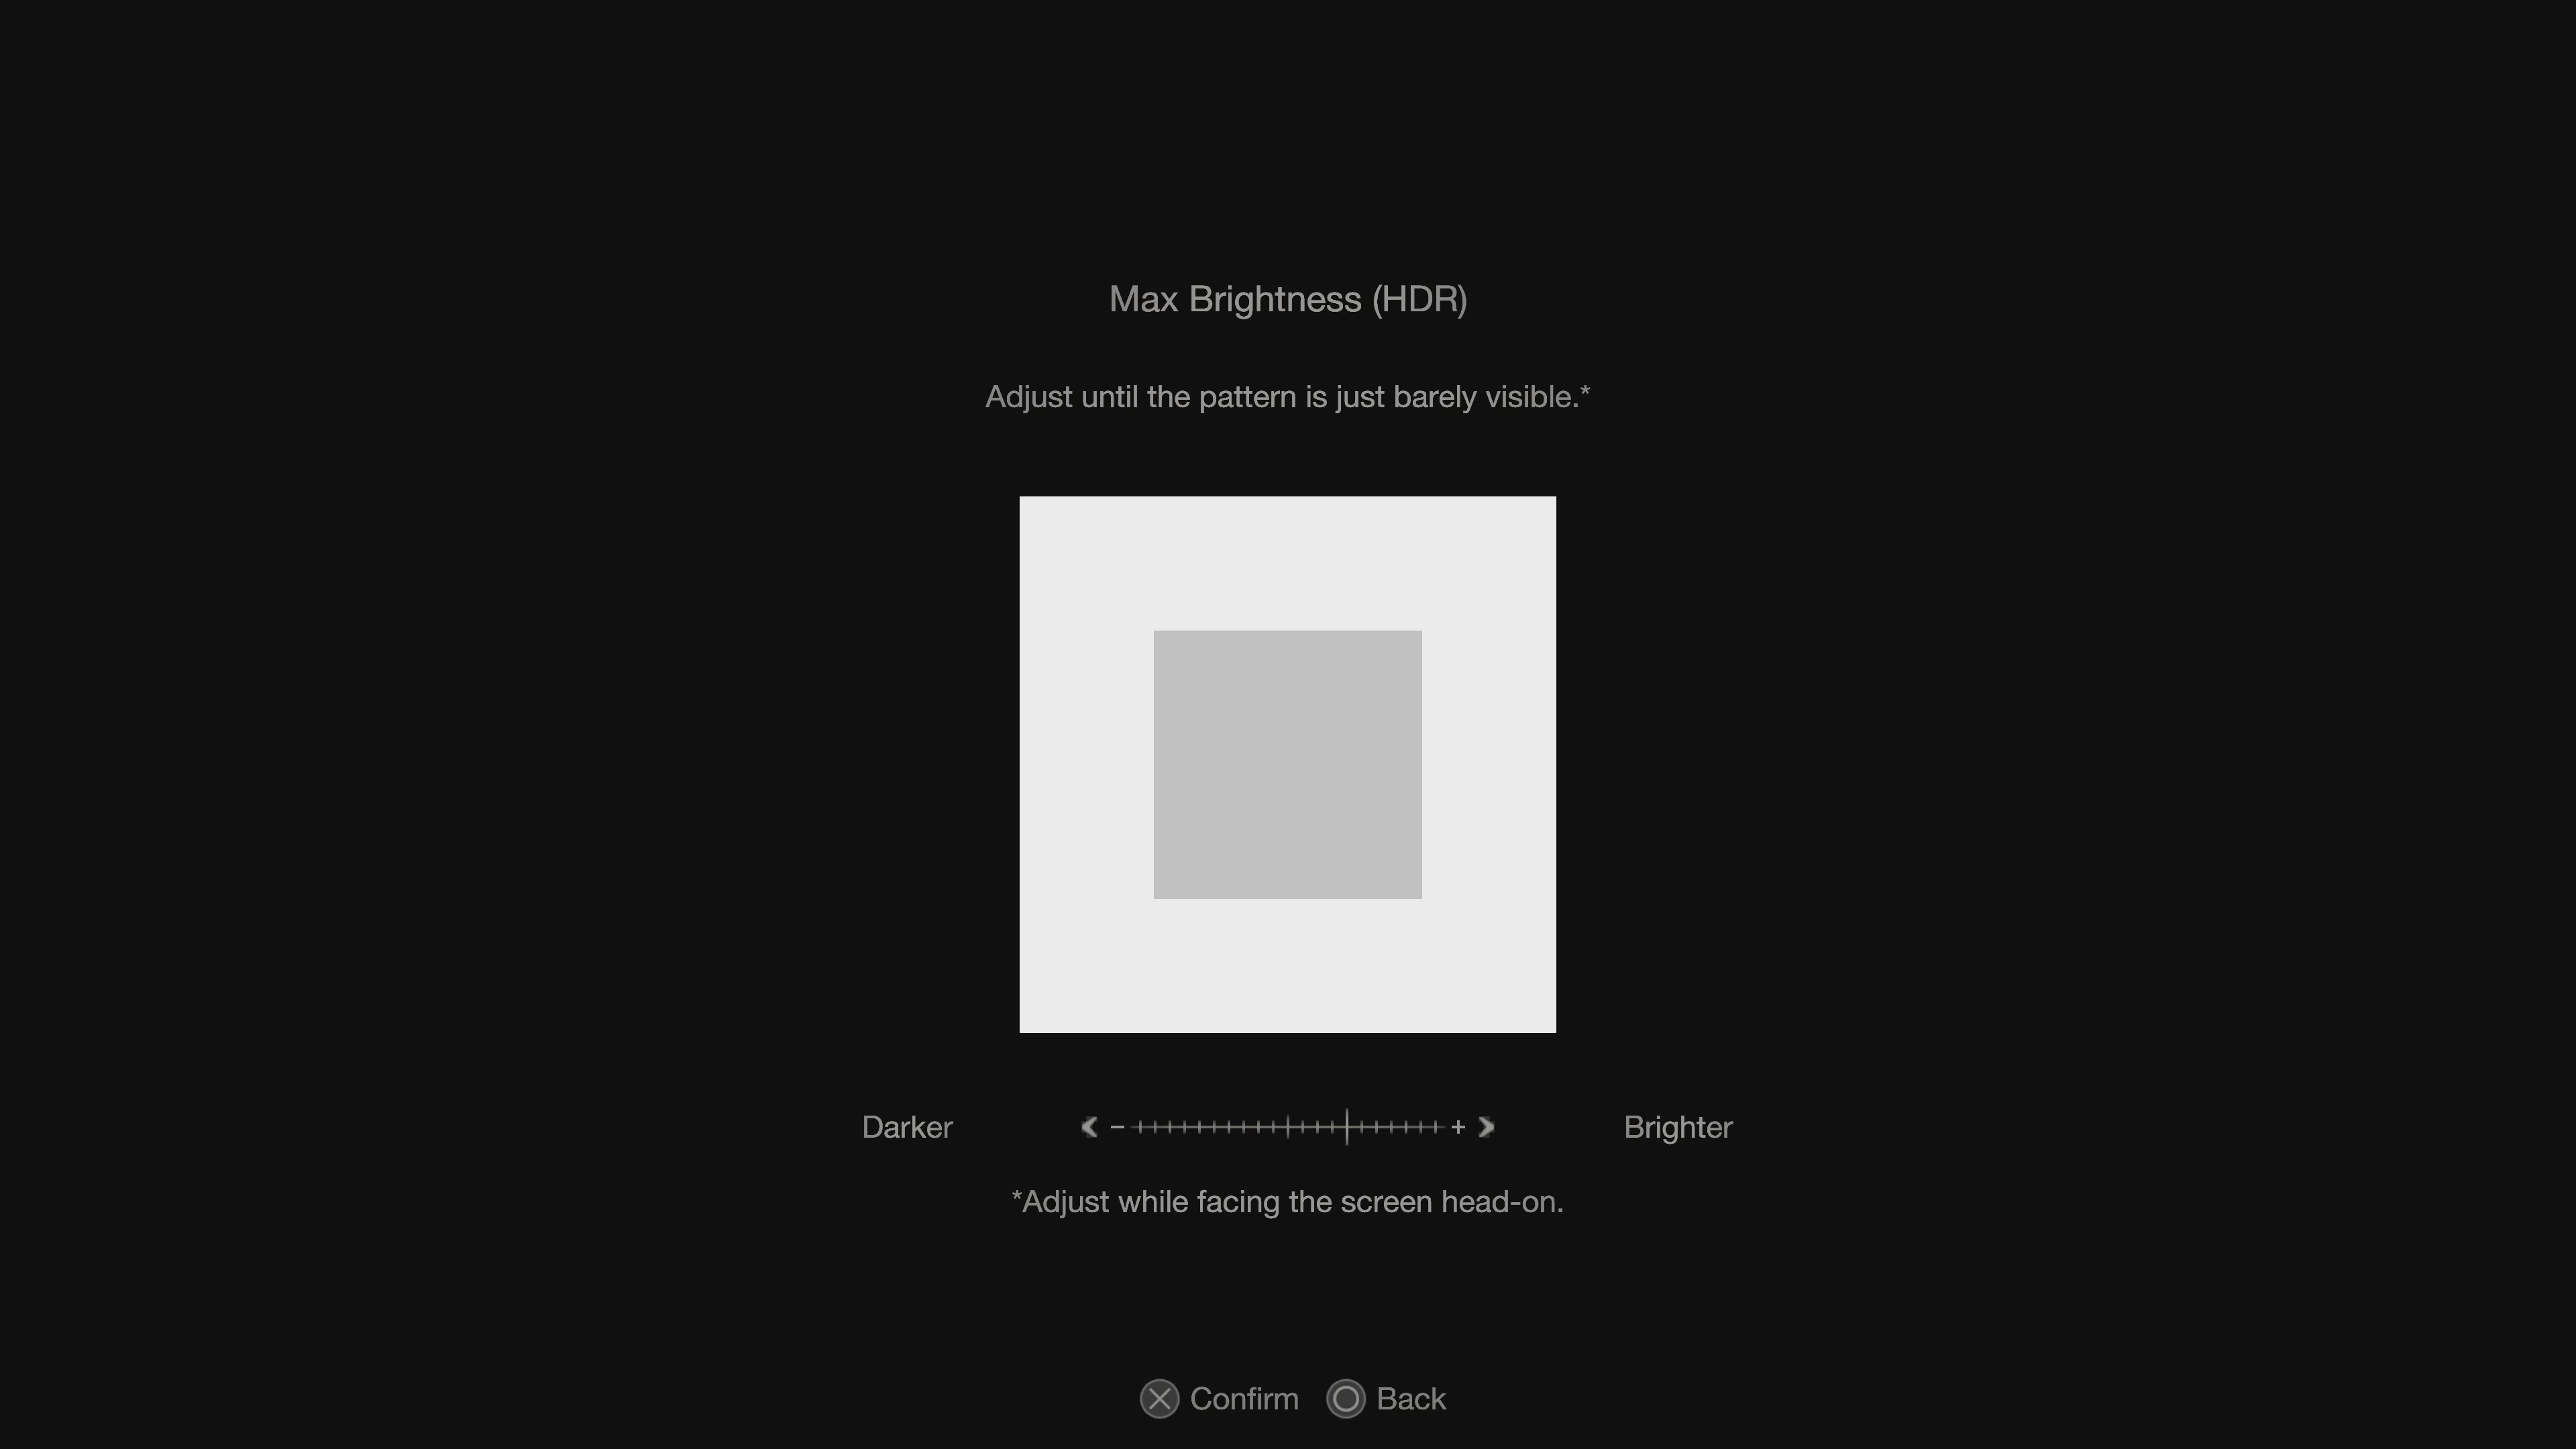 Max Brightness (HDR)
Adjust until the pattern is just barely visible.*
Darker - + Brighter
*Adjust while facing the screen head-on.
Confirm Back